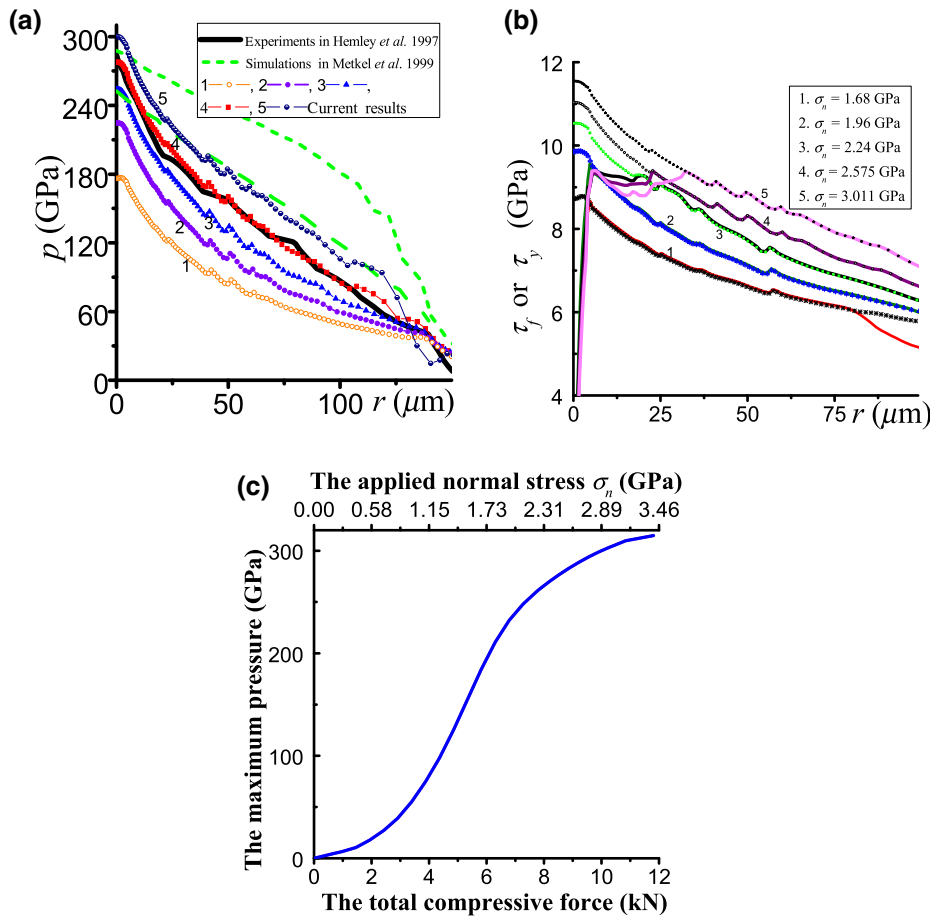 (a)
300
240
180
120
60
0
p (GPa)
Experiments in Hemley et al. 1997
Simulations in Metkel et al. 1999
1 , 2 , 3 ,
4 , 5 Current results
5
4
3
2
1
0 50 100
r (μm)
(b)
12
10
8
6
4
τf or τy (GPa)
1. σn = 1.68 GPa
2. σn = 1.96 GPa
3. σn = 2.24 GPa
4. σn = 2.575 GPa
5. σn = 3.011 GPa
5
4
3
2
1
0 25 50 75
r (μm)
(c)
The applied normal stress σn (GPa)
0.00 0.58 1.15 1.73 2.31 2.89 3.46
300
200
100
0
The maximum pressure (GPa)
0 2 4 6 8 10 12
The total compressive force (kN)